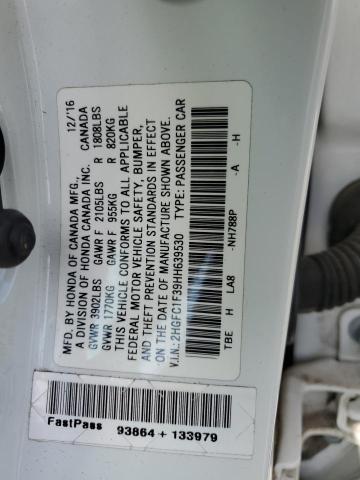 MFD. BY HONDA OF CANADA MFG. 12/16
A DIVISION OF HONDA CANADA INC. CANADA
GVWR 3902LBS GAWR F 2105LBS R 1808LBS
GVWR 1770KG GAWR F 955KG R 820KG
THIS VEHICLE CONFORMS TO ALL APPLICABLE
FEDERAL MOTOR VEHICLE SAFETY, BUMPER,
AND THEFT PREVENTION STANDARDS IN EFFECT
ON THE DATE OF MANUFACTURE SHOWN ABOVE.
V.I.N.: 2HGFC1F39HH639530 TYPE: PASSENGER CAR
TBE H LA8 -NH788P -A -H
FastPass 93864 + 133979